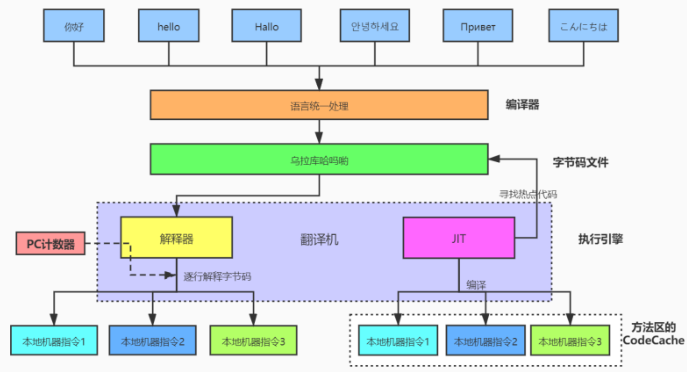 你好
hello
Hallo
안녕하세요
Привет
こんにちは
语言统一处理
编译器
乌拉库哈吗哟
字节码文件
寻找热点代码
PC计数器
解释器
翻译机
JIT
执行引擎
逐行解释字节码
编译
方法区的
CodeCache
本地机器指令1
本地机器指令2
本地机器指令3
本地机器指令1
本地机器指令2
本地机器指令3